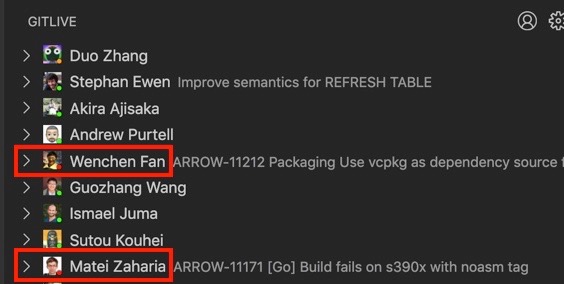 GITLIVE
Duo Zhang
Stephan Ewen Improve semantics for REFRESH TABLE
Akira Ajisaka
Andrew Purtell
Wenchen Fan ARROW-11212 Packaging Use vcpkg as dependency source f
Guozhang Wang
Ismael Juma
Sutou Kouhei
Matei Zaharia ARROW-11171 [Go] Build fails on s390x with noasm tag